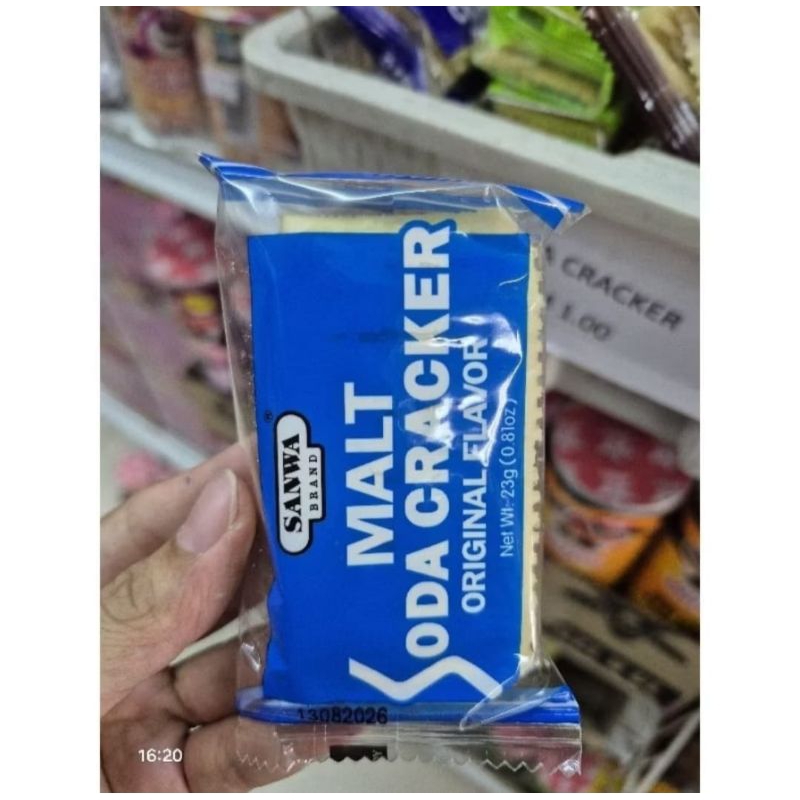 SANWA
BRAND
®
MALT
SODA CRACKER
ORIGINAL FLAVOR
Net Wt: 23g (0.81oz)
13082026
CRACKER
1.00
16:20